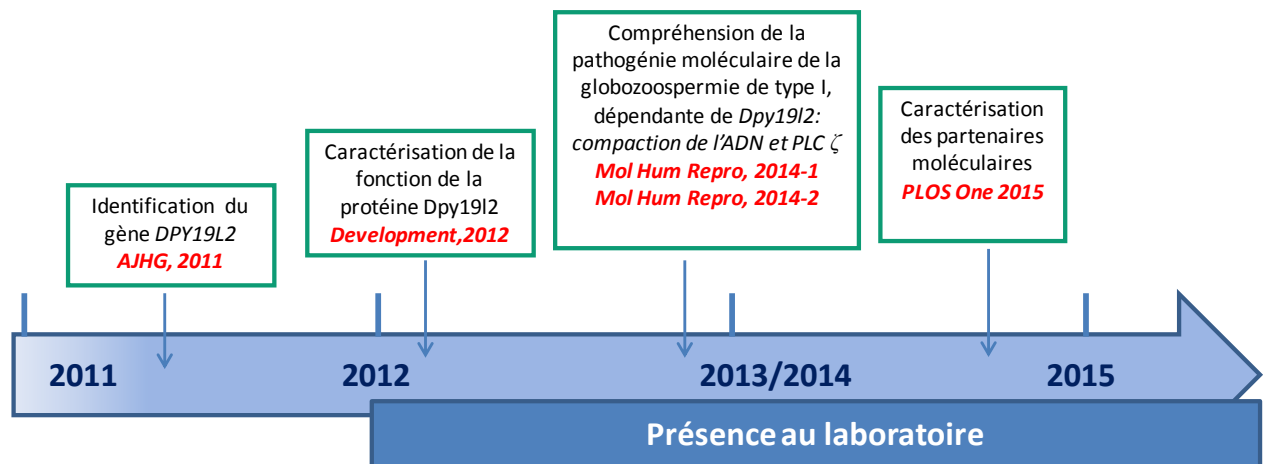 Identification du
gène DPY19L2
AJHG, 2011
Caractérisation de la
fonction de la
protéine Dpy19l2
Development,2012
Compréhension de la
pathogénie moléculaire de la
globozoospermie de type I,
dépendante de Dpy19l2:
compaction de l’ADN et PLC ζ
Mol Hum Repro, 2014-1
Mol Hum Repro, 2014-2
Caractérisation
des partenaires
moléculaires
PLOS One 2015
2011
2012
2013/2014
2015
Présence au laboratoire